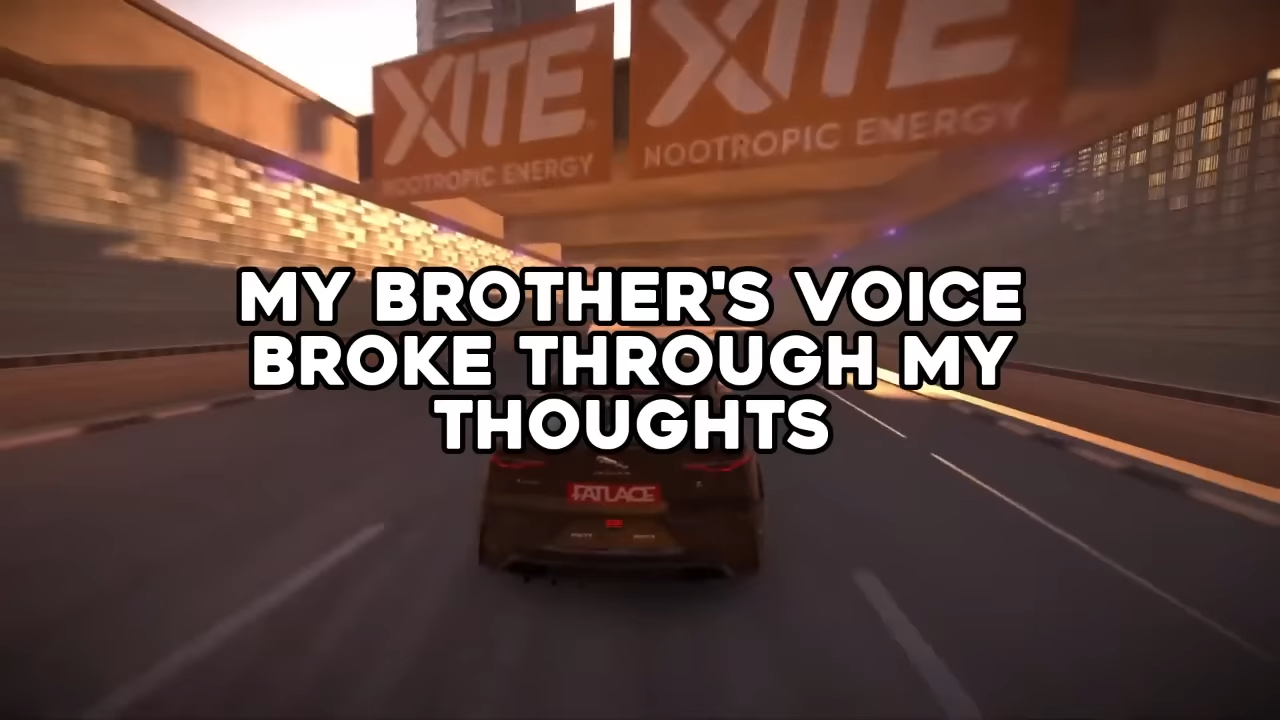 XITE
NOOTROPIC ENERGY
XITE
NOOTROPIC ENERGY
MY BROTHER'S VOICE
BROKE THROUGH MY
THOUGHTS
FATLACE